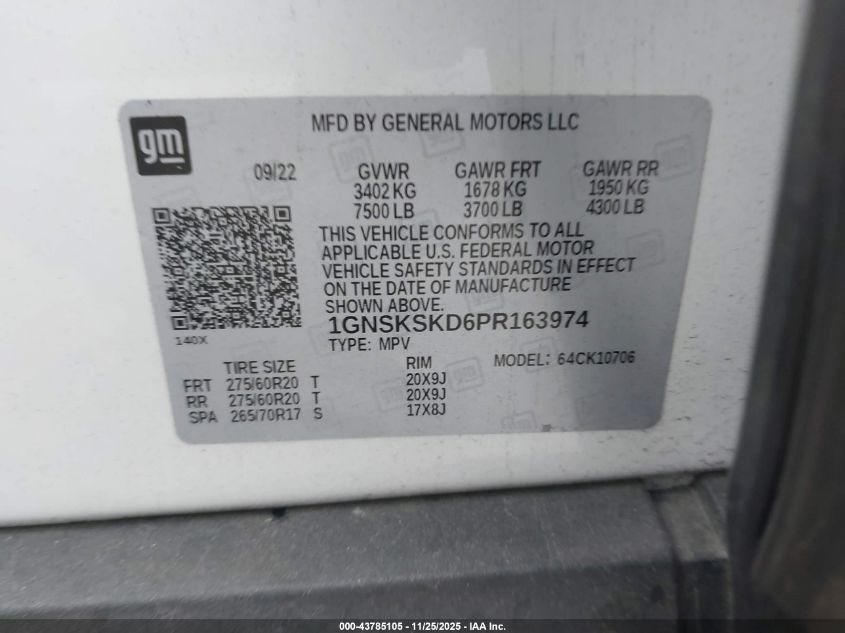 gm
MFD BY GENERAL MOTORS LLC
09/22 GVWR GAWR FRT GAWR RR
3402 KG 1678 KG 1950 KG
7500 LB 3700 LB 4300 LB
THIS VEHICLE CONFORMS TO ALL
APPLICABLE U.S. FEDERAL MOTOR
VEHICLE SAFETY STANDARDS IN EFFECT
ON THE DATE OF MANUFACTURE
SHOWN ABOVE.
1GNSKSKD6PR163974
140X
TYPE: MPV
MODEL: 64CK10706
TIRE SIZE RIM
FRT 275/60R20 T 20X9J
RR 275/60R20 T 20X9J
SPA 265/70R17 S 17X8J
000-43785105 - 11/25/2025 - IAA Inc.